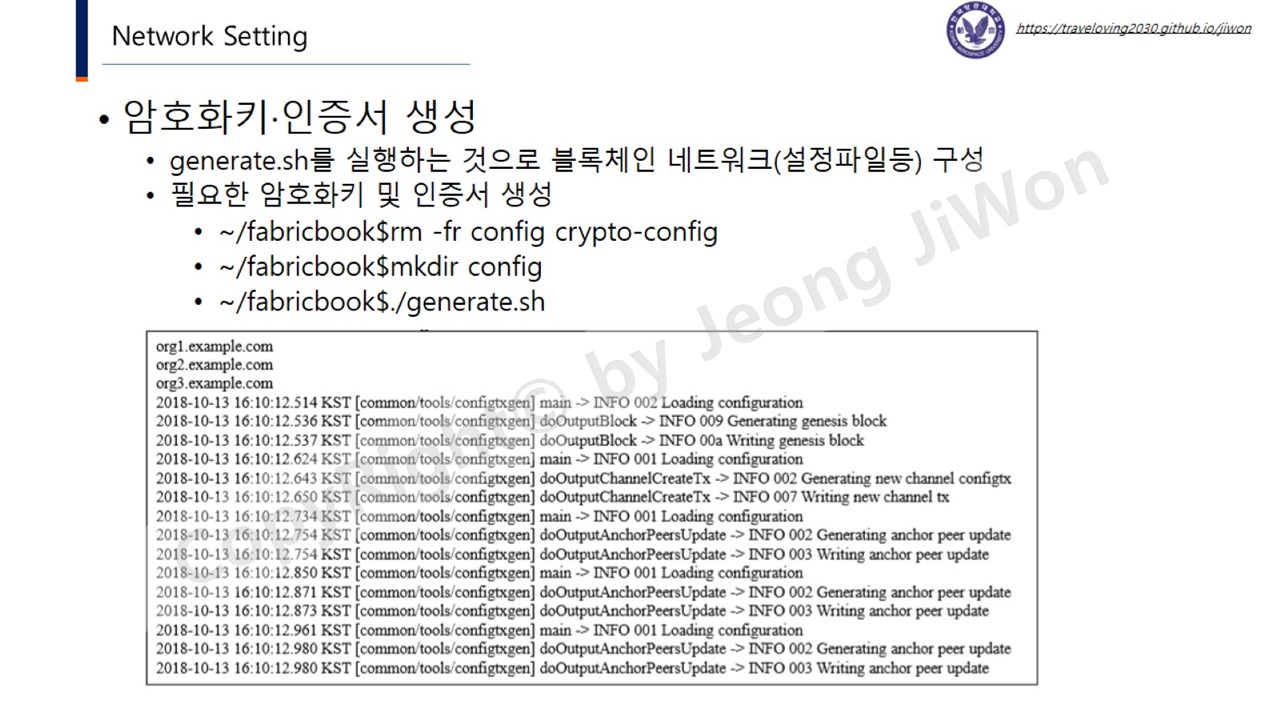 Network Setting
https://traveloving2030.github.io/jiwon
• 암호화키·인증서 생성
• generate.sh를 실행하는 것으로 블록체인 네트워크(설정파일등) 구성
• 필요한 암호화키 및 인증서 생성
• ~/fabricbook$rm -fr config crypto-config
• ~/fabricbook$mkdir config
• ~/fabricbook$./generate.sh
org1.example.com
org2.example.com
org3.example.com
2018-10-13 16:10:12.514 KST [common/tools/configtxgen] main -> INFO 002 Loading configuration
2018-10-13 16:10:12.536 KST [common/tools/configtxgen] doOutputBlock -> INFO 009 Generating genesis block
2018-10-13 16:10:12.537 KST [common/tools/configtxgen] doOutputBlock -> INFO 00a Writing genesis block
2018-10-13 16:10:12.624 KST [common/tools/configtxgen] main -> INFO 001 Loading configuration
2018-10-13 16:10:12.643 KST [common/tools/configtxgen] doOutputChannelCreateTx -> INFO 002 Generating new channel configtx
2018-10-13 16:10:12.650 KST [common/tools/configtxgen] doOutputChannelCreateTx -> INFO 007 Writing new channel tx
2018-10-13 16:10:12.734 KST [common/tools/configtxgen] main -> INFO 001 Loading configuration
2018-10-13 16:10:12.754 KST [common/tools/configtxgen] doOutputAnchorPeersUpdate -> INFO 002 Generating anchor peer update
2018-10-13 16:10:12.754 KST [common/tools/configtxgen] doOutputAnchorPeersUpdate -> INFO 003 Writing anchor peer update
2018-10-13 16:10:12.850 KST [common/tools/configtxgen] main -> INFO 001 Loading configuration
2018-10-13 16:10:12.871 KST [common/tools/configtxgen] doOutputAnchorPeersUpdate -> INFO 002 Generating anchor peer update
2018-10-13 16:10:12.873 KST [common/tools/configtxgen] doOutputAnchorPeersUpdate -> INFO 003 Writing anchor peer update
2018-10-13 16:10:12.961 KST [common/tools/configtxgen] main -> INFO 001 Loading configuration
2018-10-13 16:10:12.980 KST [common/tools/configtxgen] doOutputAnchorPeersUpdate -> INFO 002 Generating anchor peer update
2018-10-13 16:10:12.980 KST [common/tools/configtxgen] doOutputAnchorPeersUpdate -> INFO 003 Writing anchor peer update
CopyRight© by Jeong JiWon